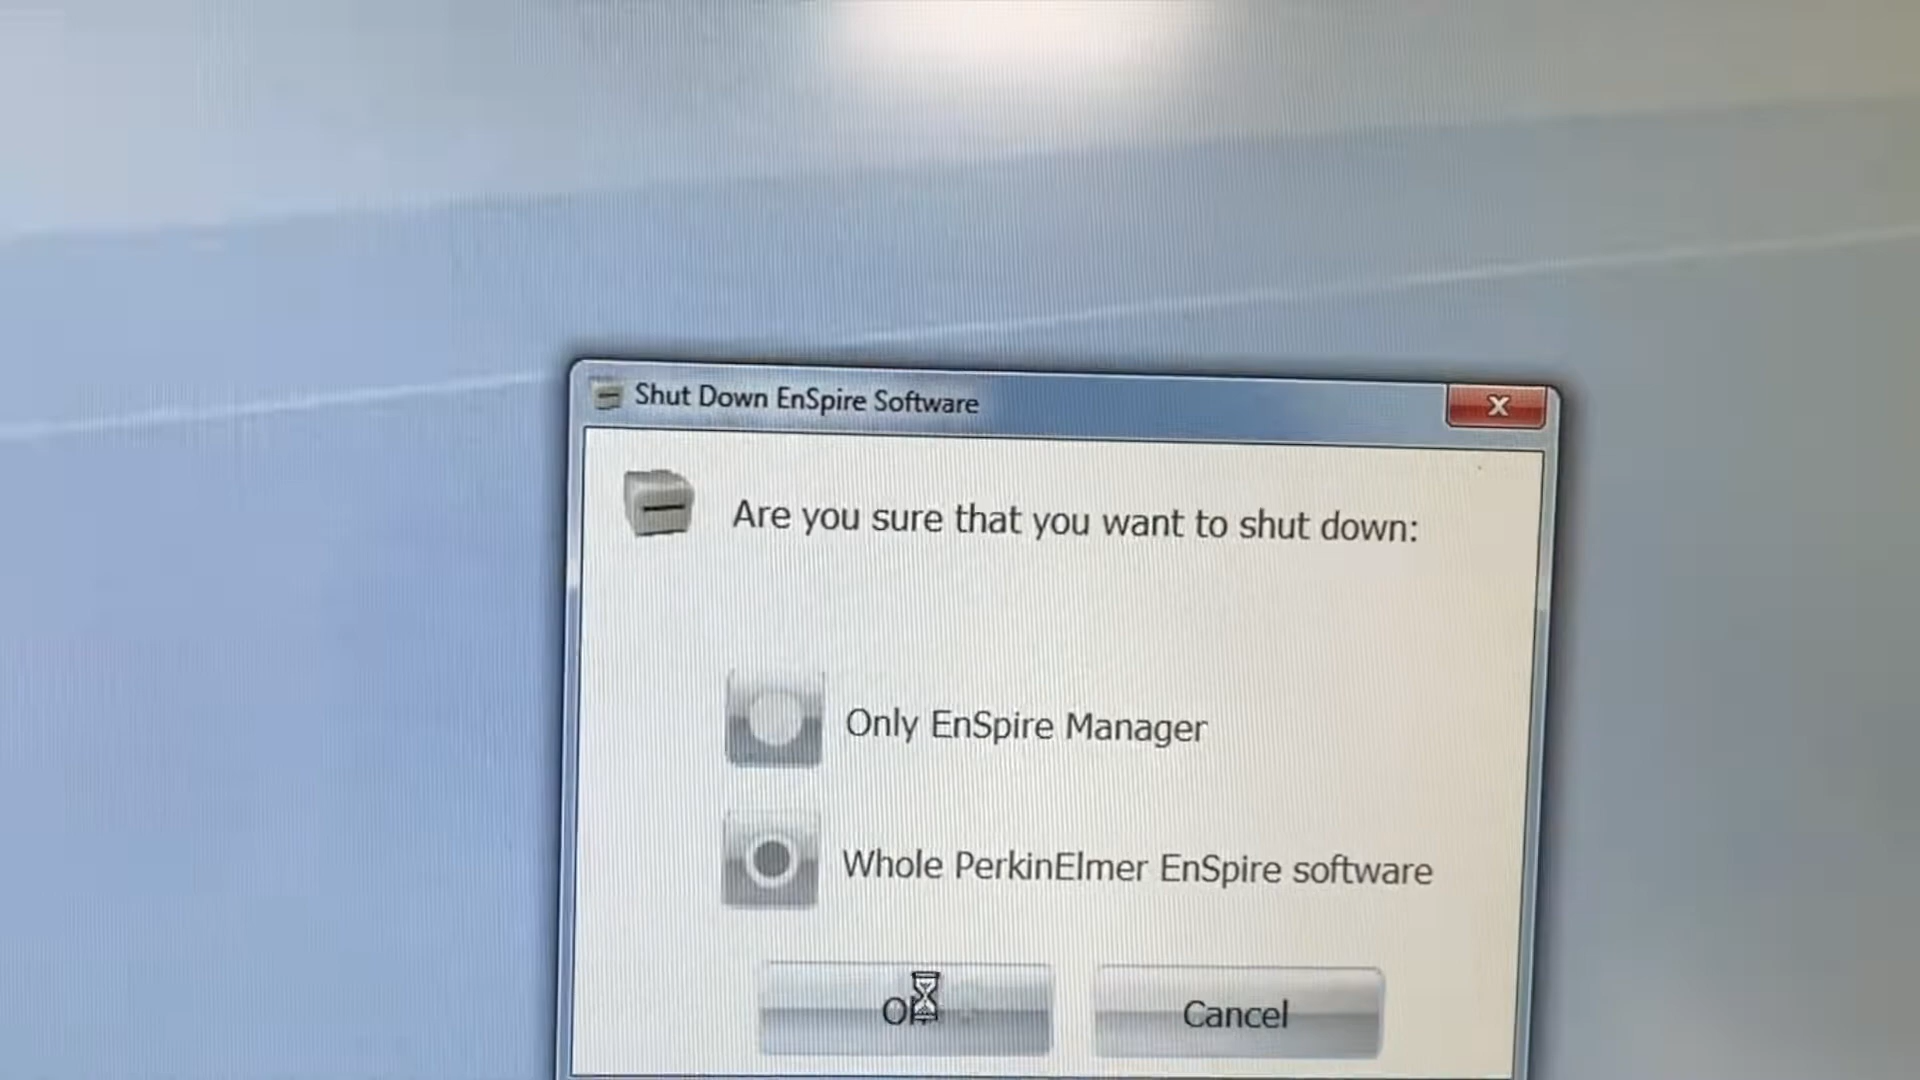 Shut Down EnSpire Software
X
Are you sure that you want to shut down:
Only EnSpire Manager
Whole PerkinElmer EnSpire software
OK
Cancel